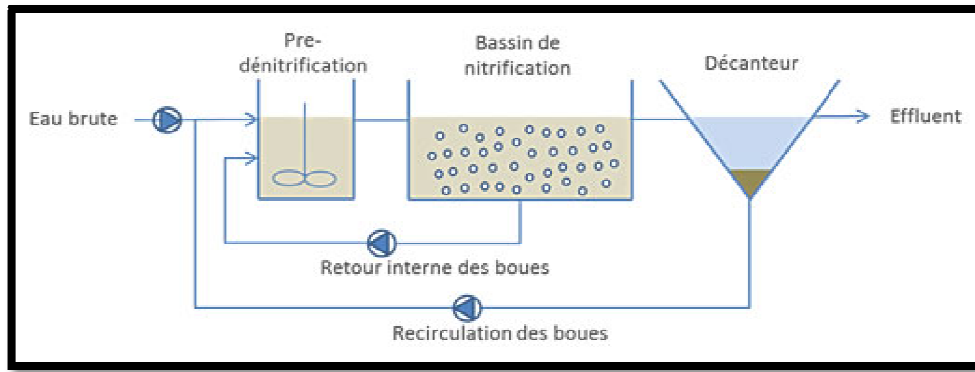 Pre-
dénitrification
Bassin de
nitrification
Décanteur
Eau brute
Effluent
Retour interne des boues
Recirculation des boues